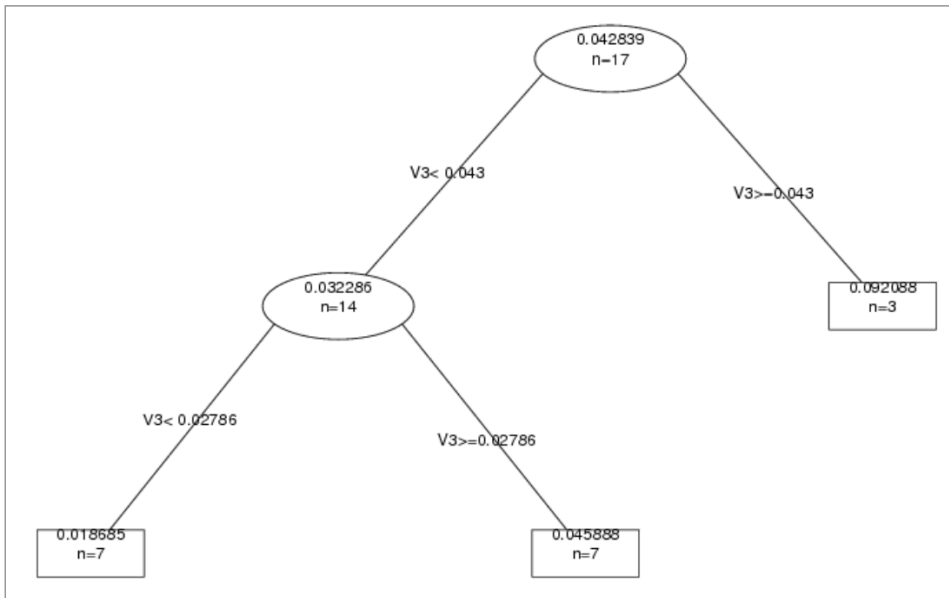 0.042839
n=17
V3< 0.043
V3>=0.043
0.032286
n=14
0.092088
n=3
V3< 0.02786
V3>=0.02786
0.018685
n=7
0.045888
n=7